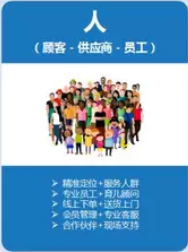 人
（顾客-供应商-员工）
➢ 精准定位+服务人群
➢ 专业员工+育儿顾问
➢ 线上下单+送货上门
➢ 会员管理+专业客服
➢ 合作伙伴+现场支持